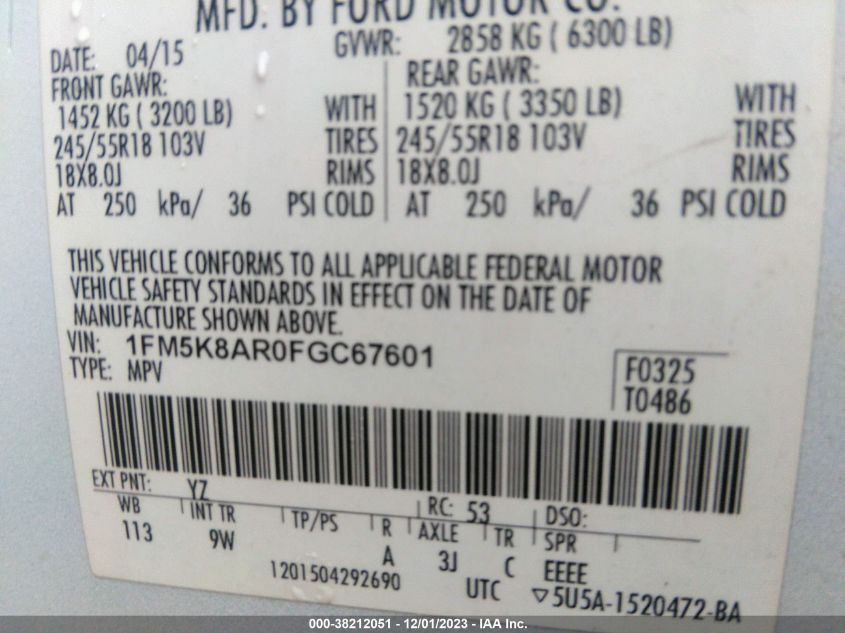 MFD. BY FORD MOTOR CO.
DATE: 04/15 GVWR: 2858 KG ( 6300 LB)
FRONT GAWR: REAR GAWR:
1452 KG ( 3200 LB) WITH 1520 KG ( 3350 LB) WITH
245/55R18 103V TIRES 245/55R18 103V TIRES
18X8.0J RIMS 18X8.0J RIMS
AT 250 kPa/ 36 PSI COLD AT 250 kPa/ 36 PSI COLD
THIS VEHICLE CONFORMS TO ALL APPLICABLE FEDERAL MOTOR
VEHICLE SAFETY STANDARDS IN EFFECT ON THE DATE OF
MANUFACTURE SHOWN ABOVE.
VIN: 1FM5K8AR0FGC67601
TYPE: MPV
F0325
T0486
EXT PNT: YZ RC: 53 DSO:
WB INT TR TP/PS R AXLE TR SPR
113 9W A 3J C EEEE
1201504292690 UTC ▽5U5A-1520472-BA
000-38212051 - 12/01/2023 - IAA Inc.